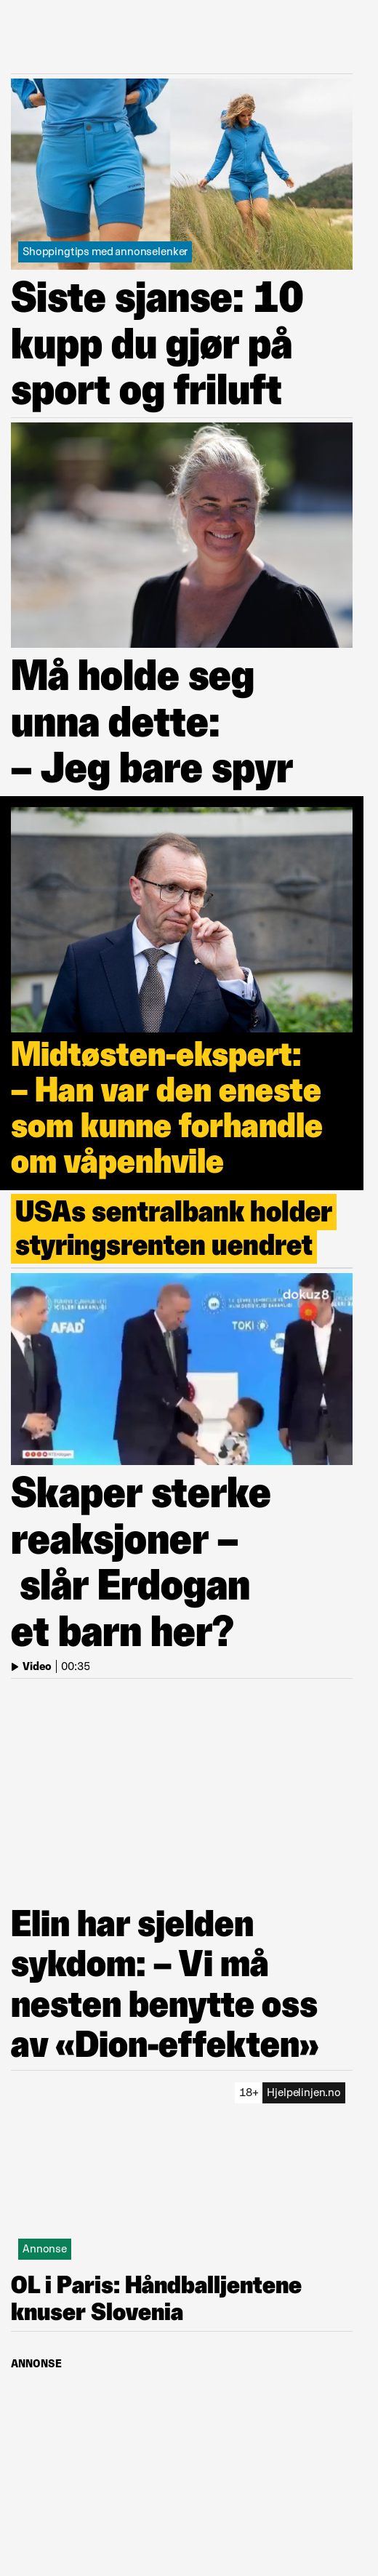 Shoppingtips med annonselenker
Siste sjanse: 10
kupp du gjør på
sport og friluft
Må holde seg
unna dette:
– Jeg bare spyr
Midtøsten-ekspert:
– Han var den eneste
som kunne forhandle
om våpenhvile
USAs sentralbank holder
styringsrenten uendret
dokuz8
AFAD
TOKİ
Skaper sterke
reaksjoner –
slår Erdogan
et barn her?
Video | 00:35
Elin har sjelden
sykdom: – Vi må
nesten benytte oss
av «Dion-effekten»
18+ Hjelpelinjen.no
Annonse
OL i Paris: Håndballjentene
knuser Slovenia
ANNONSE